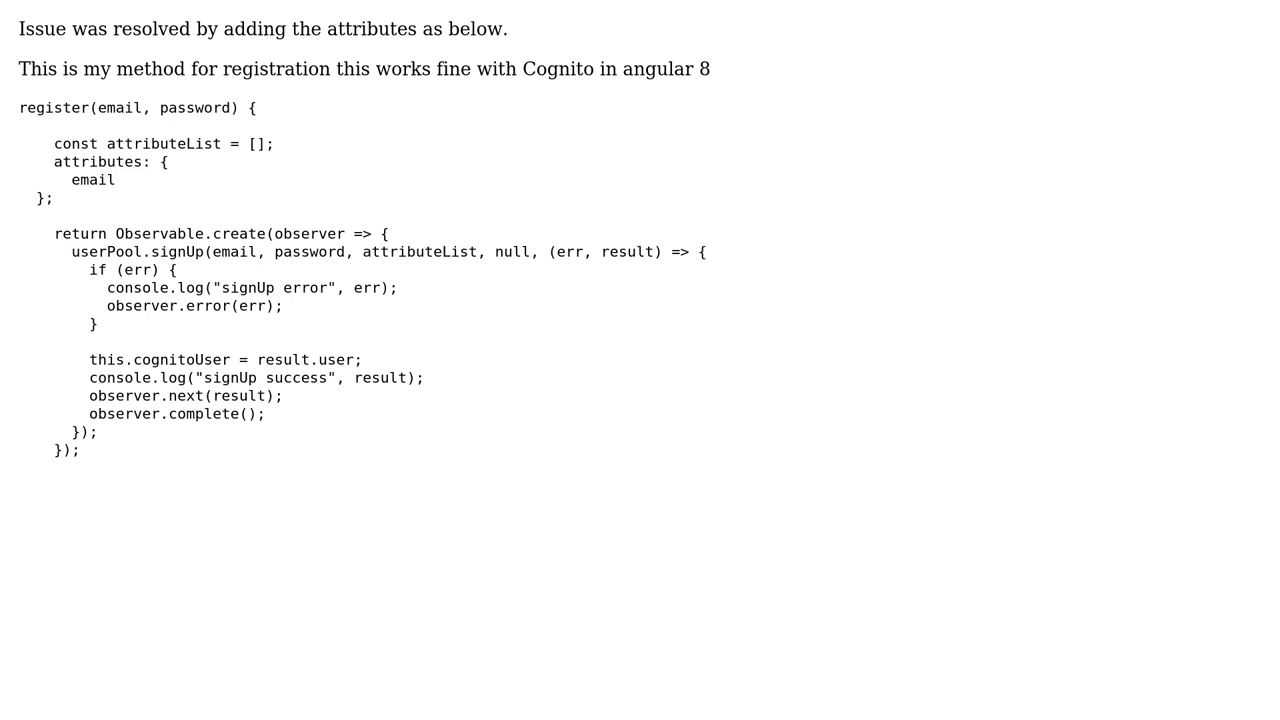 Issue was resolved by adding the attributes as below.
This is my method for registration this works fine with Cognito in angular 8
register(email, password) {
    const attributeList = [];
    attributes: {
      email
  };
    return Observable.create(observer => {
      userPool.signUp(email, password, attributeList, null, (err, result) => {
        if (err) {
          console.log("signUp error", err);
          observer.error(err);
        }
        this.cognitoUser = result.user;
        console.log("signUp success", result);
        observer.next(result);
        observer.complete();
      });
    });